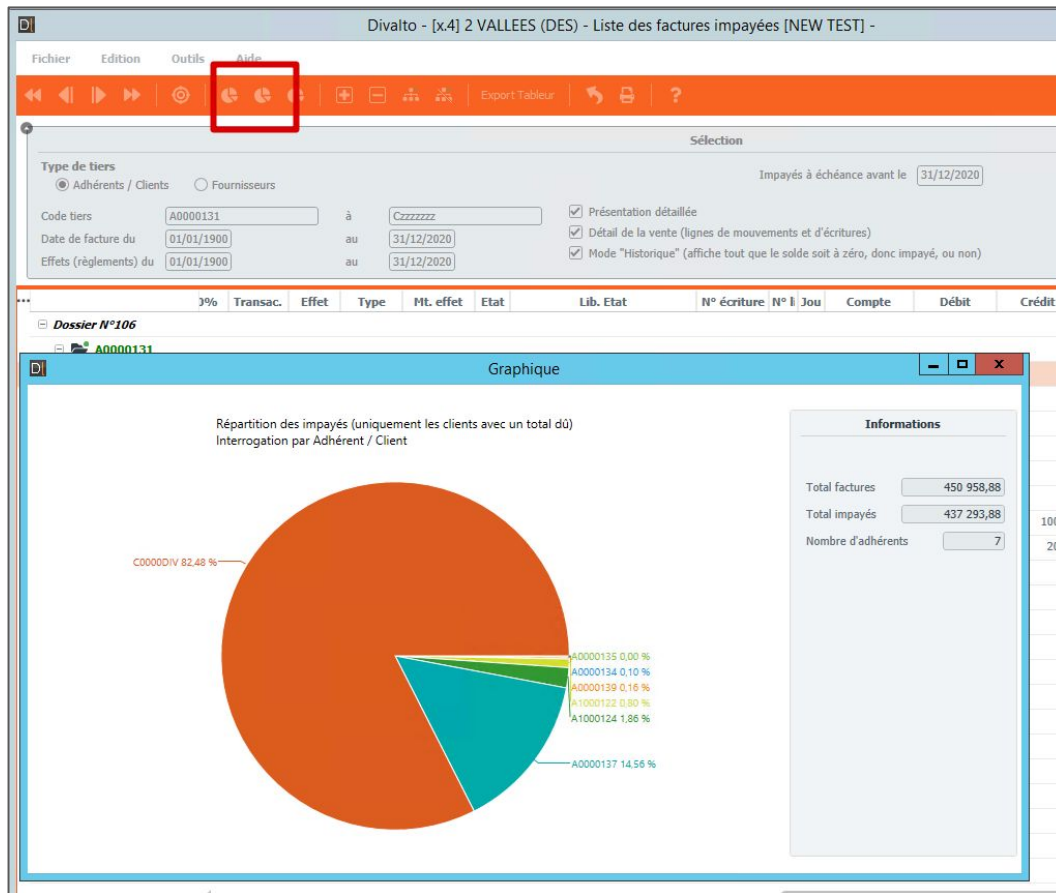 Divalto - [x.4] 2 VALLEES (DES) - Liste des factures impayées [NEW TEST] -
Fichier Edition Outils Aide
Export Tableur ?
Sélection
Type de tiers
Adhérents / Clients Fournisseurs
Impayés à échéance avant le 31/12/2020
Code tiers A0000131 à Czzzzzzz
Présentation détaillée
Date de facture du 01/01/1900 au 31/12/2020
Détail de la vente (lignes de mouvements et d'écritures)
Effets (règlements) du 01/01/1900 au 31/12/2020
Mode "Historique" (affiche tout que le solde soit à zéro, donc impayé, ou non)
Transac. Effet Type Mt. effet Etat Lib. Etat N° écriture N° Jou Compte Débit Crédit
Dossier N°106
A0000131
Graphique
Répartition des impayés (uniquement les clients avec un total dû)
Interrogation par Adhérent / Client
Informations
Total factures 450 958,88
Total impayés 437 293,88
Nombre d'adhérents 7
C0000DIV 82,48 %
A0000135 0,00 %
A0000134 0,10 %
A0000139 0,16 %
A1000122 0,80 %
A1000124 1,86 %
A0000137 14,56 %